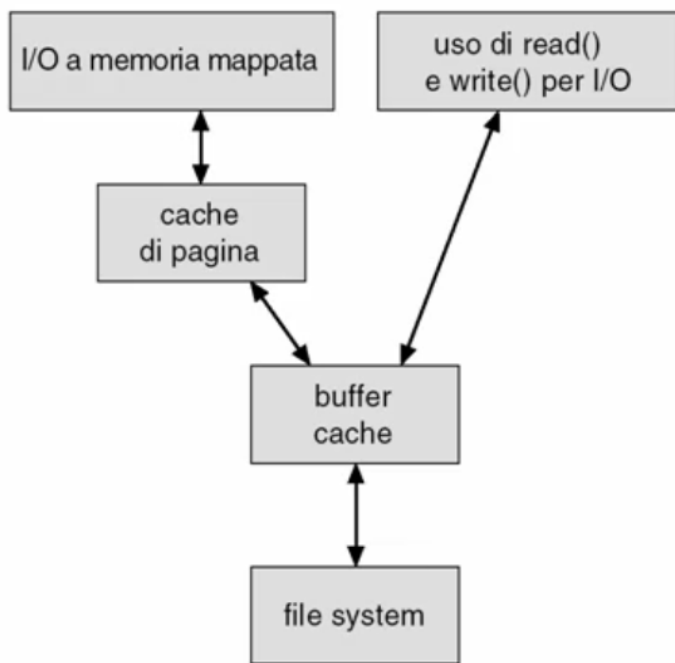 I/O a memoria mappata
uso di read()
e write() per I/O
cache
di pagina
buffer
cache
file system